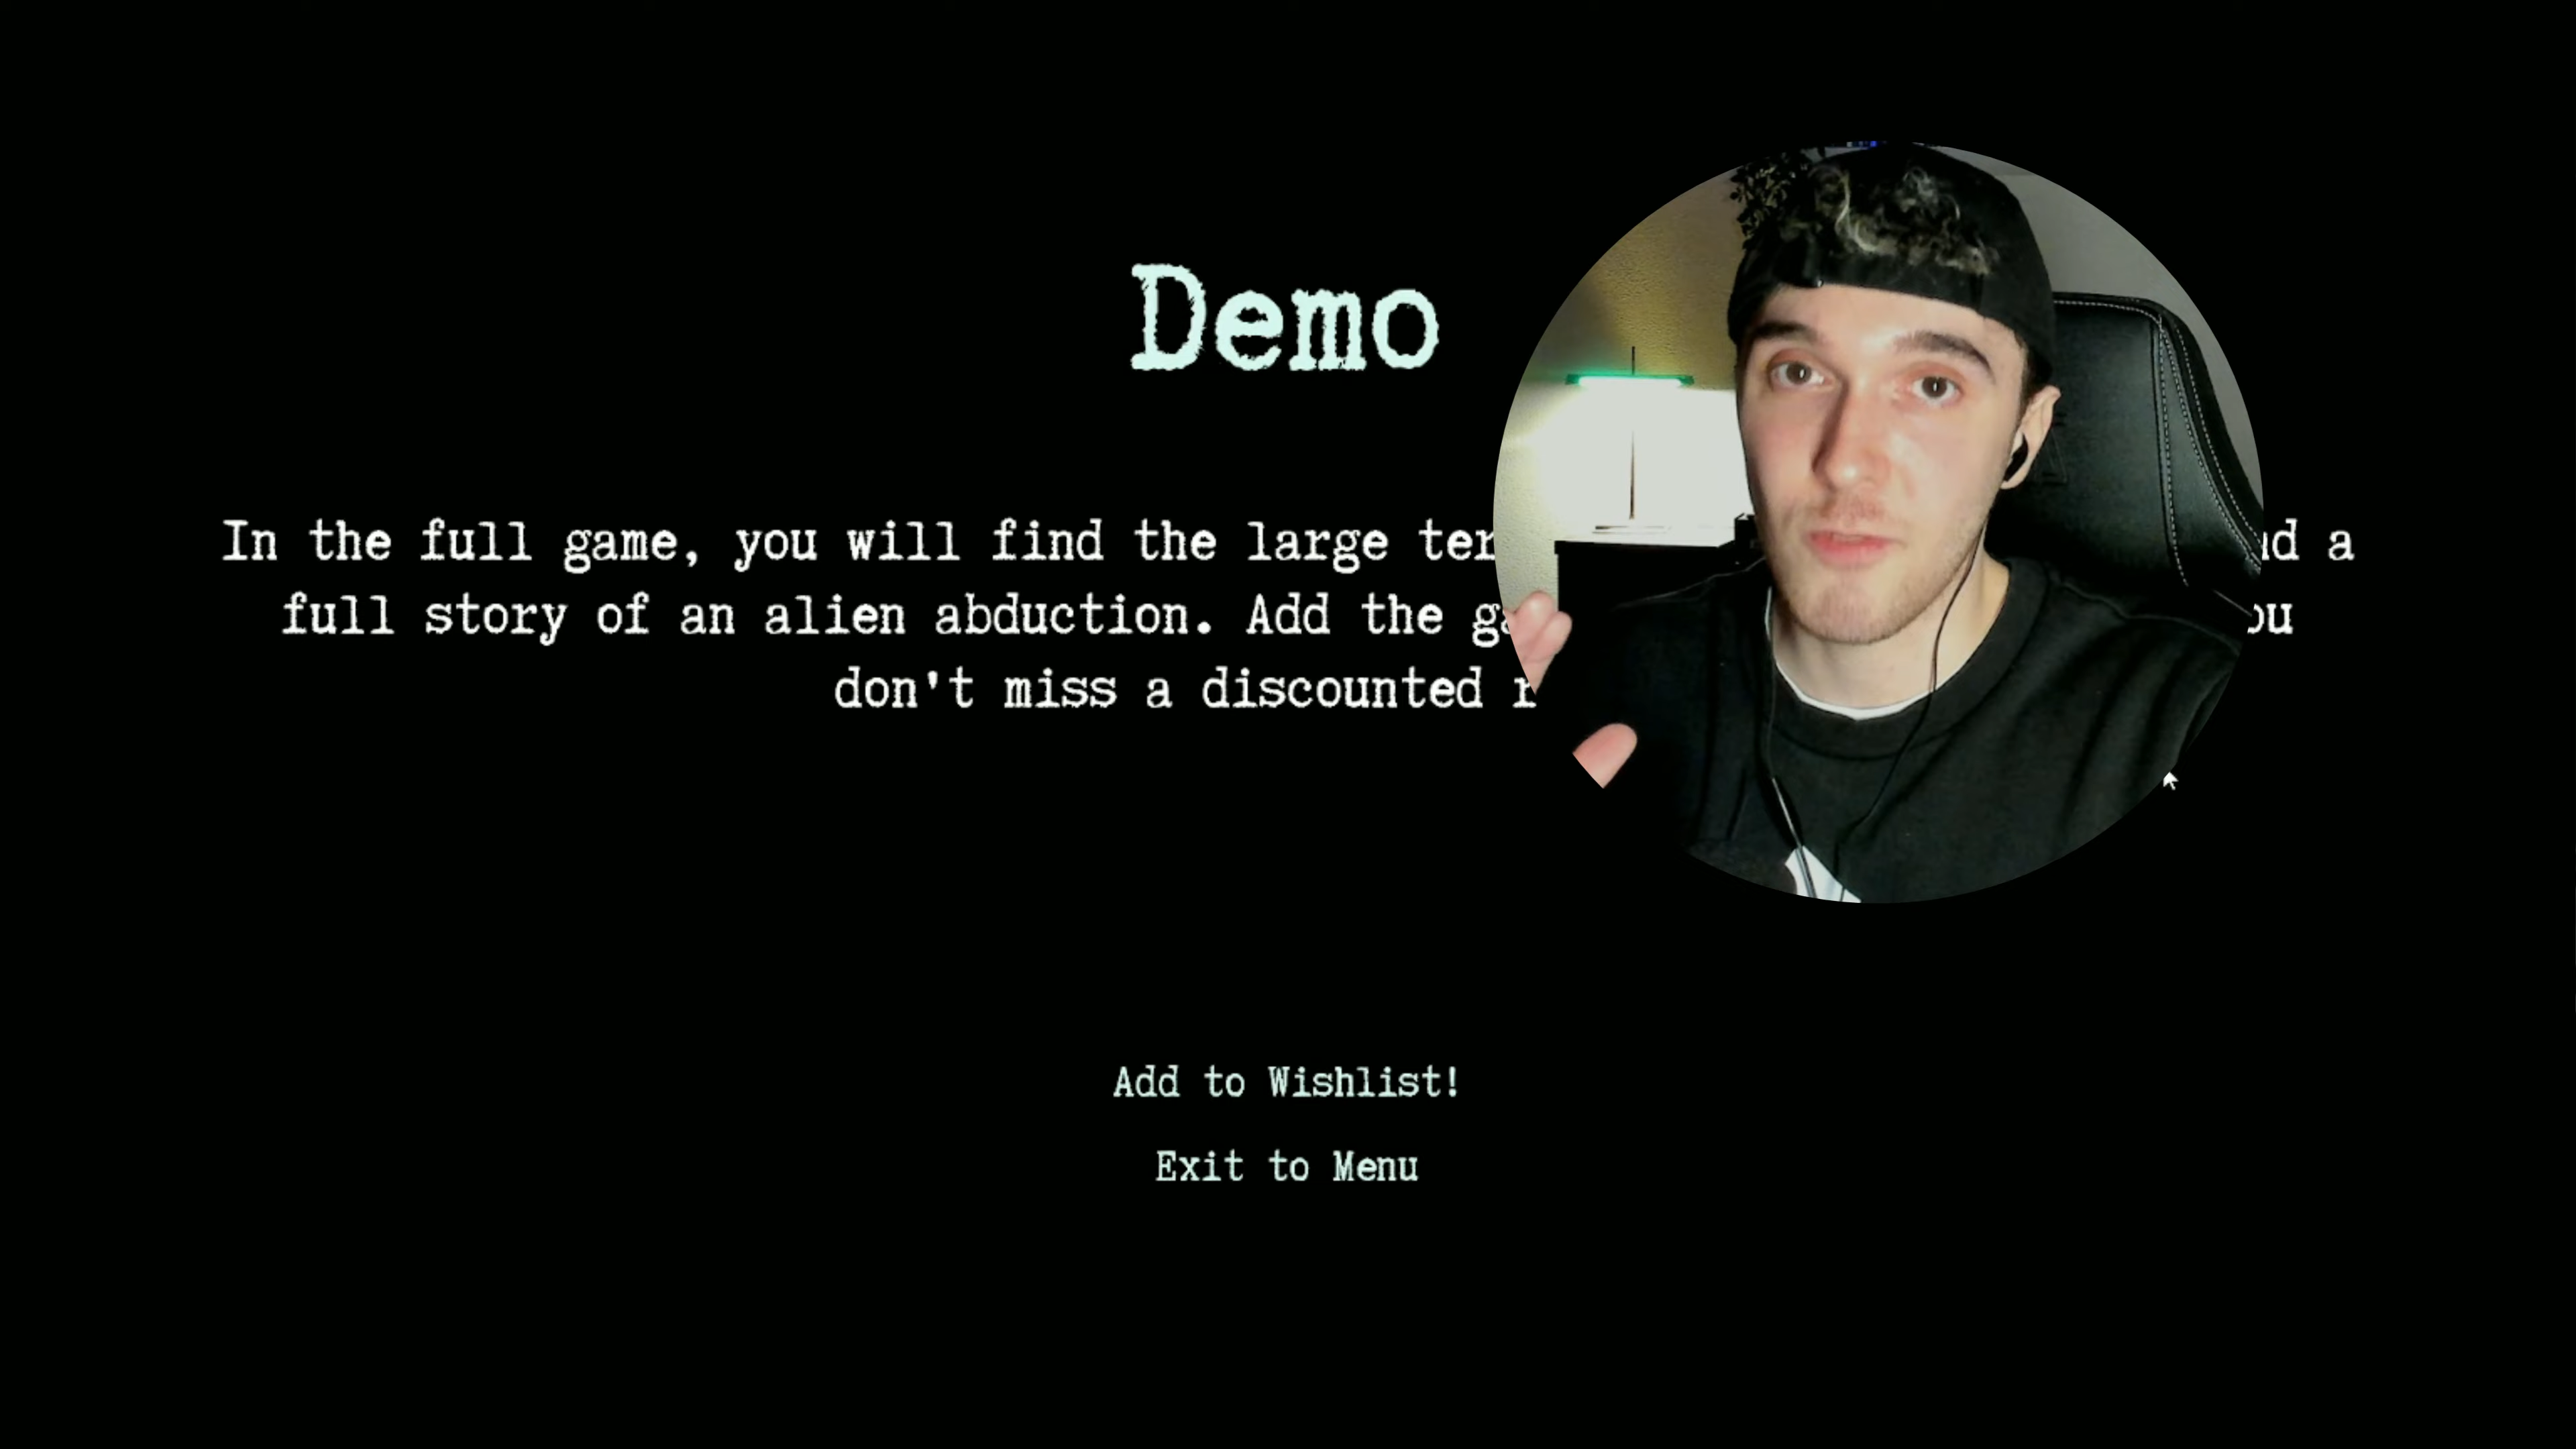 Demo
In the full game, you will find the large a
full story of an alien abduction. Add the
don't miss a discounted
Add to Wishlist!
Exit to Menu